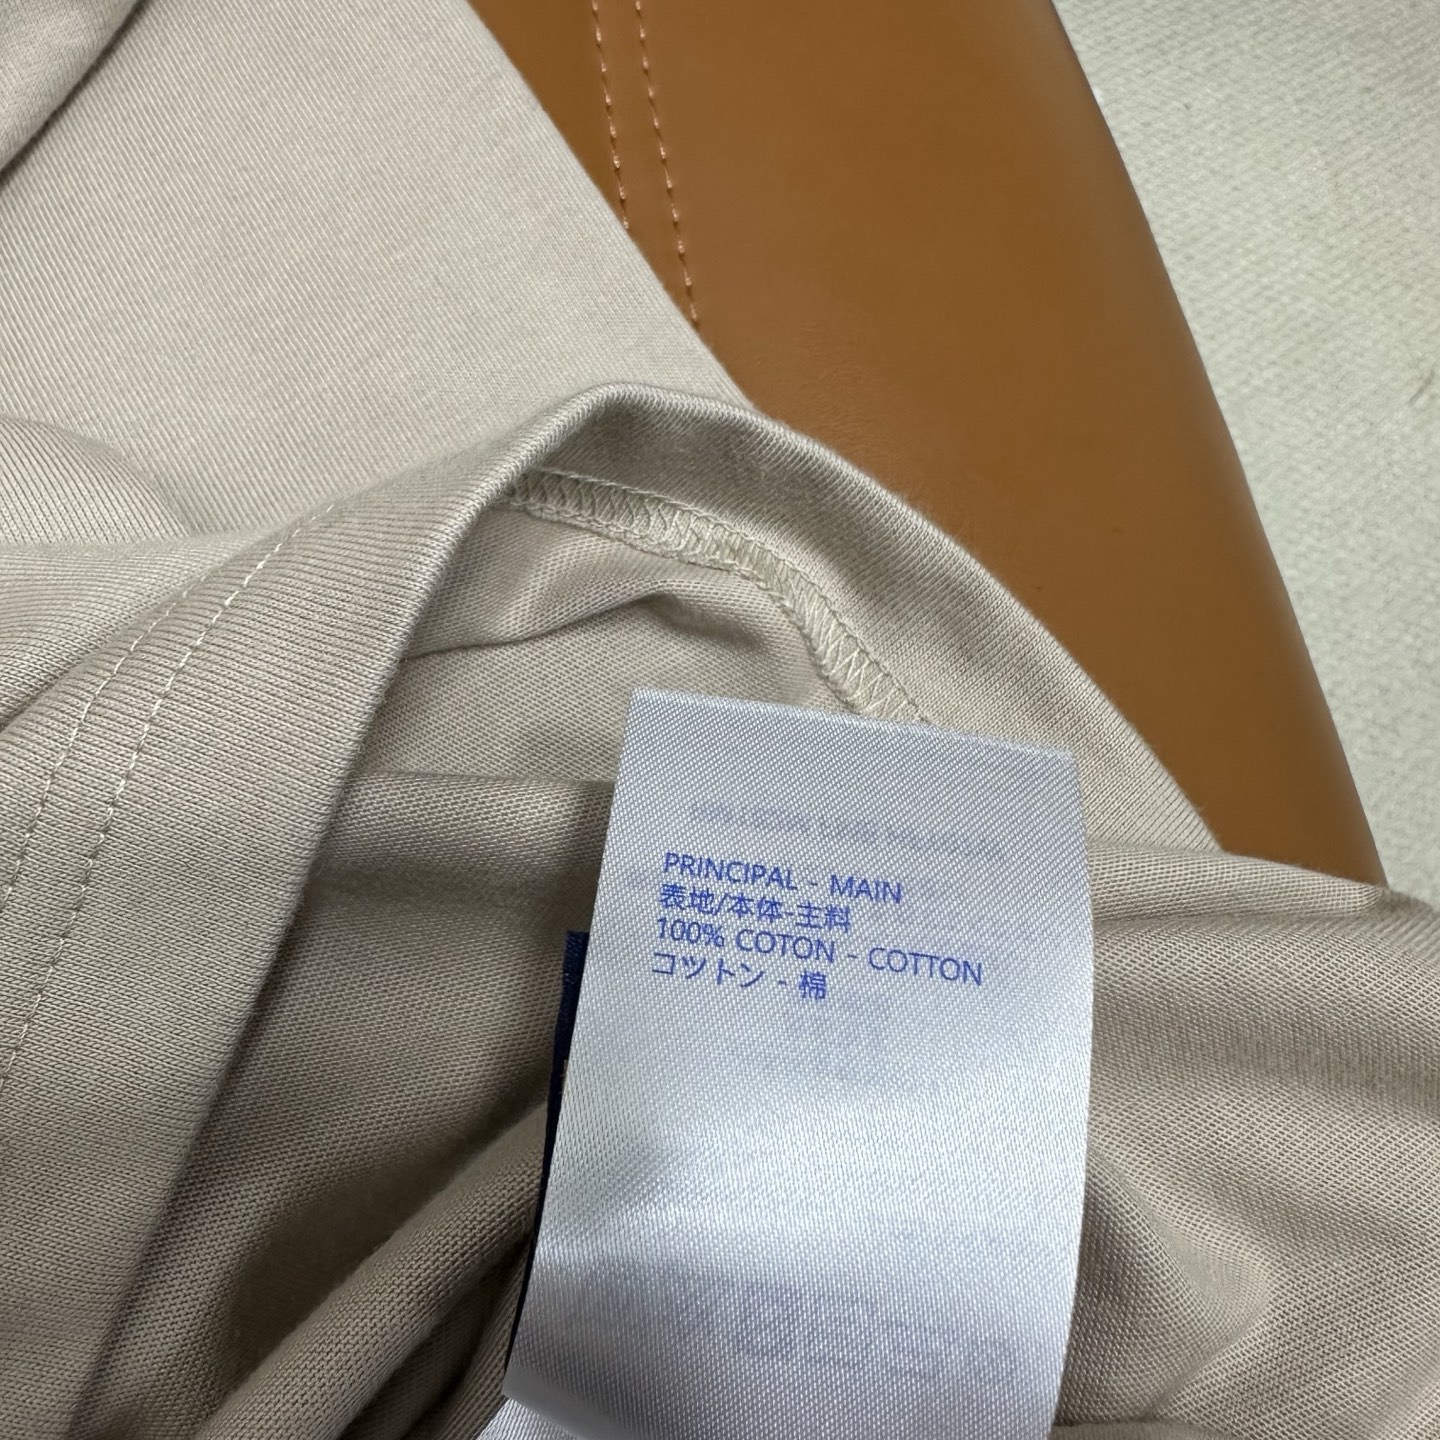 PRINCIPAL - MAIN
表地/本体-主料
100% COTON - COTTON
コットン - 棉